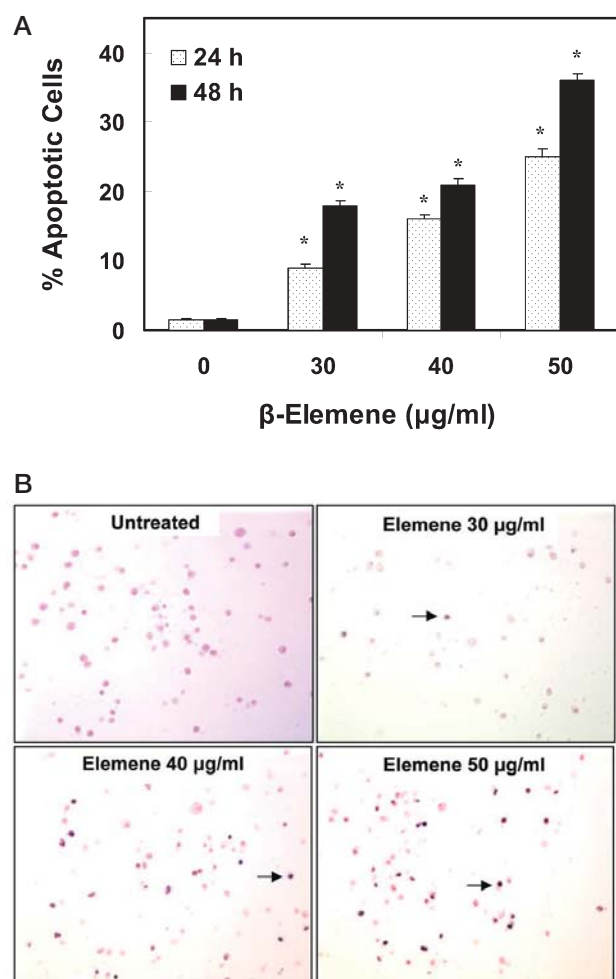 A
40
24 h
48 h
30
20
10
0
% Apoptotic Cells
* * * * * *
0 30 40 50
β-Elemene (µg/ml)
B
Untreated
Elemene 30 µg/ml
Elemene 40 µg/ml
Elemene 50 µg/ml